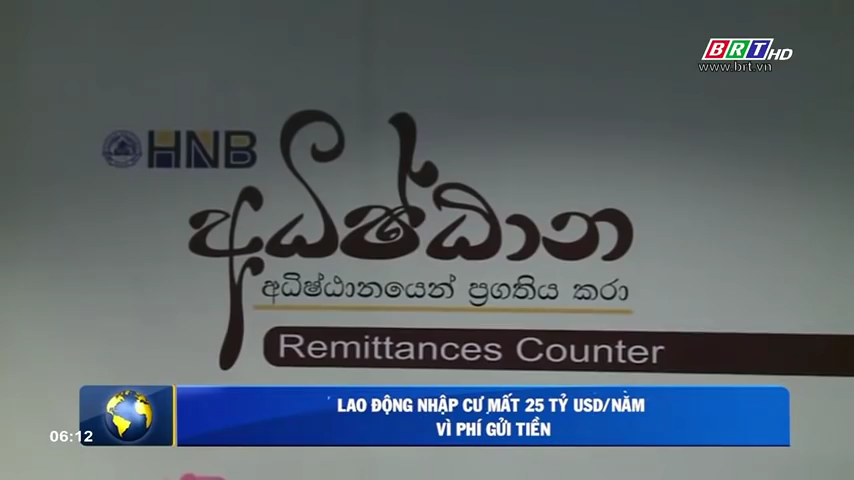 BRT HD
www.brt.vn
HNB
අධිෂ්ඨාන
අධිෂ්ඨානයෙන් ප්‍රගතිය කරා
Remittances Counter
LAO ĐỘNG NHẬP CƯ MẤT 25 TỶ USD/NĂM
VÌ PHÍ GỬI TIỀN
06:12